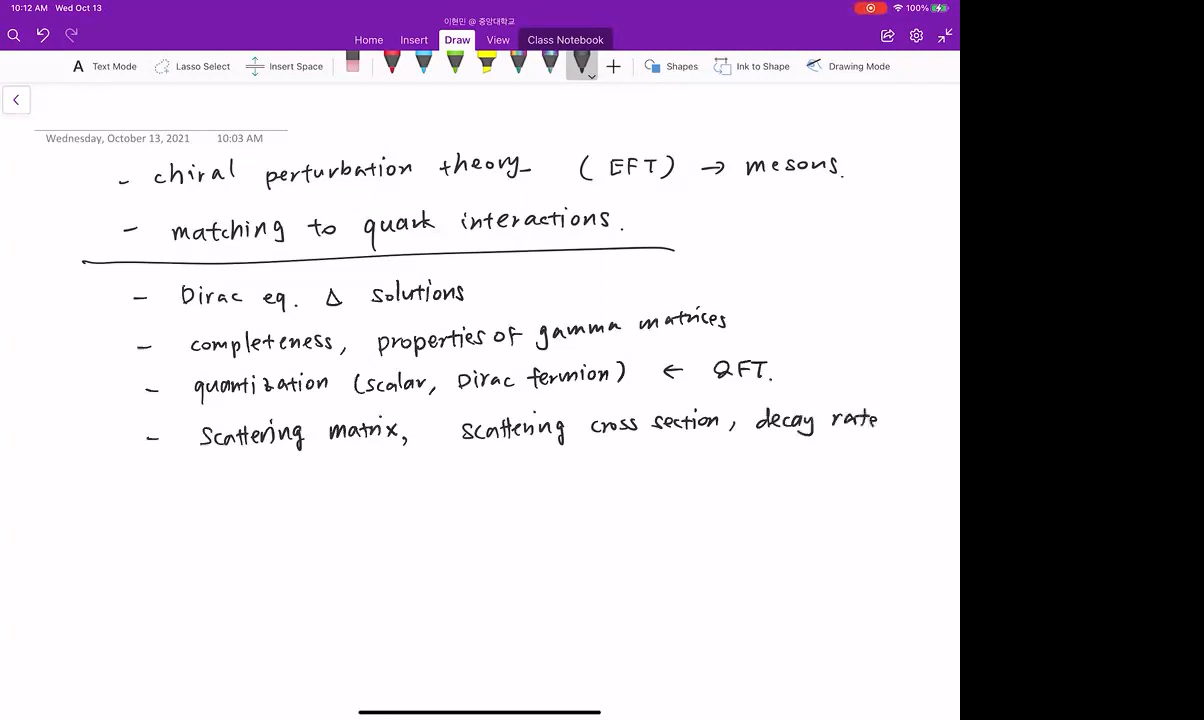 10:12 AM Wed Oct 13
100%
이현민 @ 중앙대학교
Home Insert Draw View Class Notebook
A Text Mode Lasso Select Insert Space Shapes Ink to Shape Drawing Mode
Wednesday, October 13, 2021 10:03 AM
- chiral perturbation theory (EFT) → mesons.
- matching to quark interactions.
- Dirac eq. & solutions
- completeness, properties of gamma matrices
- quantization (scalar, Dirac fermion) ← QFT.
- Scattering matrix, scattering cross section, decay rate